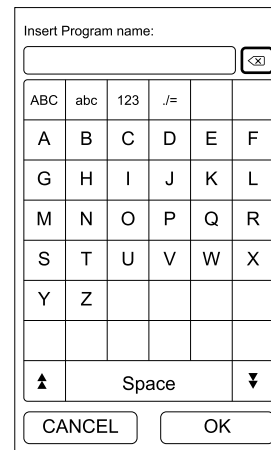 Insert Program name:
ABC abc 123 ./=
A B C D E F
G H I J K L
M N O P Q R
S T U V W X
Y Z
Space
CANCEL OK